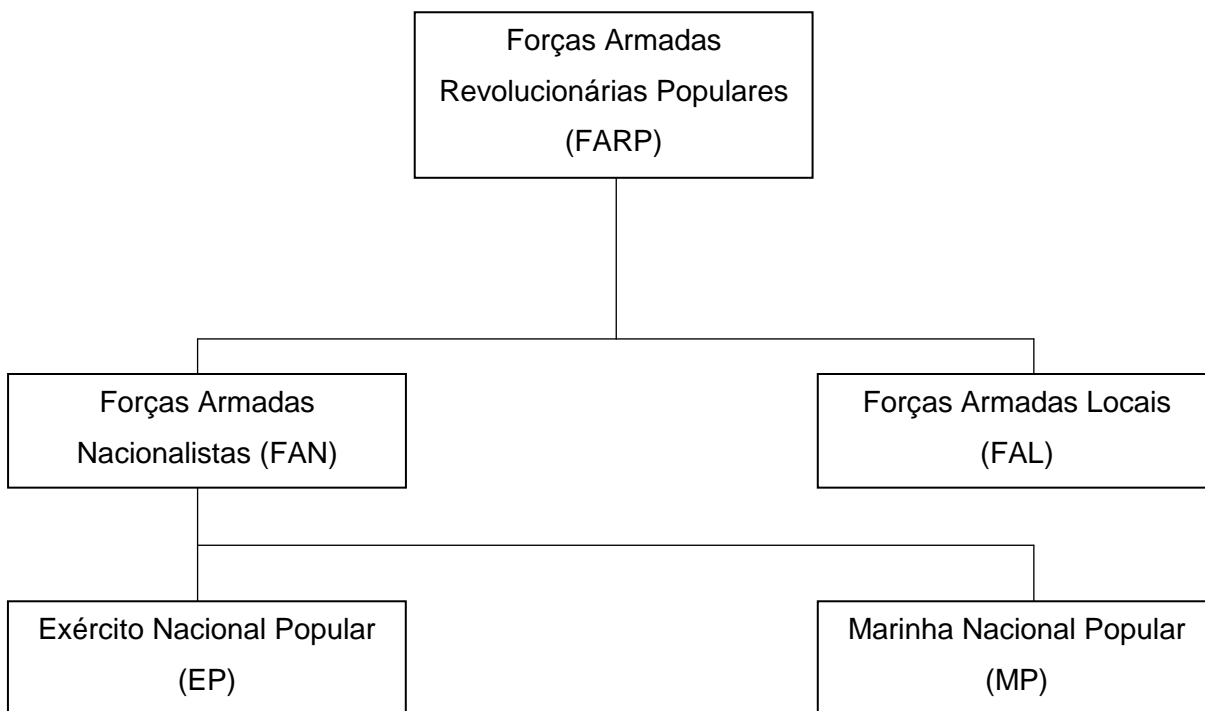 Forças Armadas
Revolucionárias Populares
(FARP)
Forças Armadas
Nacionalistas (FAN)
Forças Armadas Locais
(FAL)
Exército Nacional Popular
(EP)
Marinha Nacional Popular
(MP)